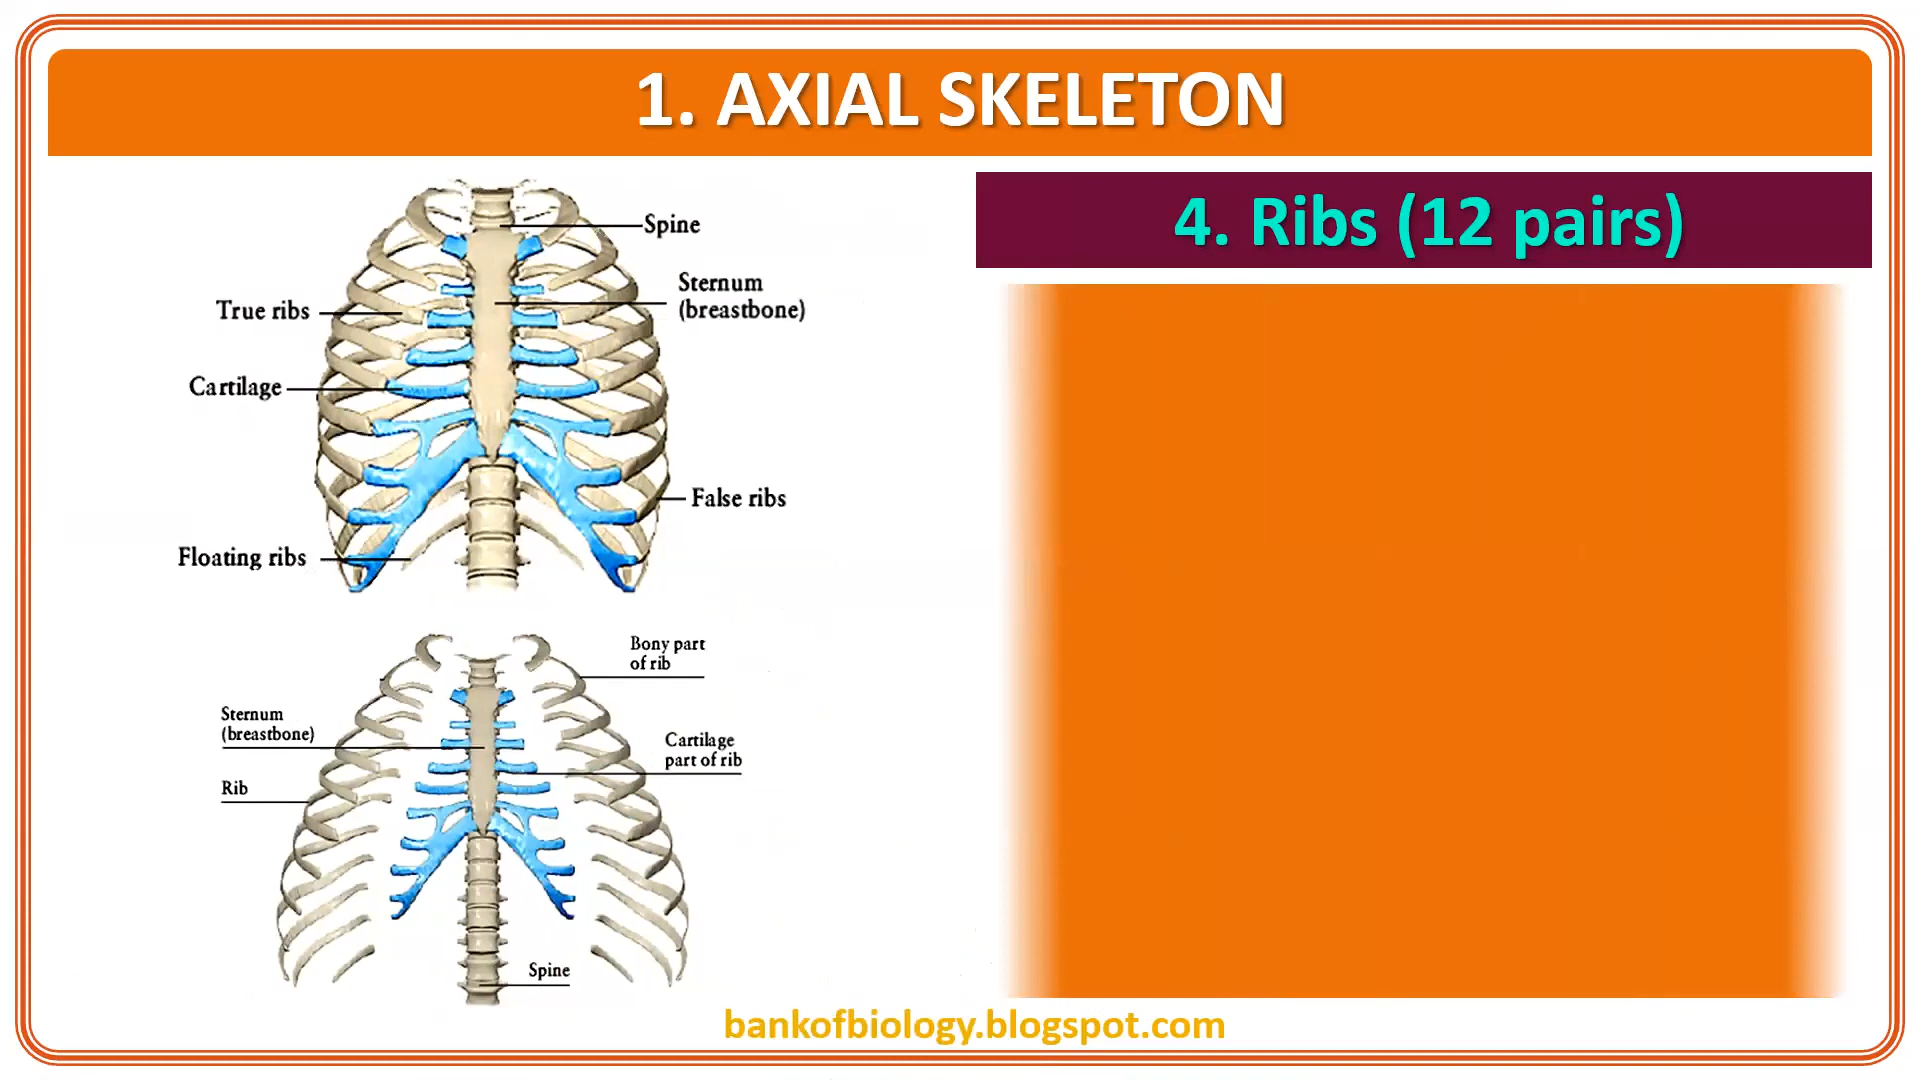 1. AXIAL SKELETON
4. Ribs (12 pairs)
Spine
Sternum
(breastbone)
True ribs
Cartilage
False ribs
Floating ribs
Bony part
of rib
Sternum
(breastbone)
Cartilage
part of rib
Rib
Spine
bankofbiology.blogspot.com